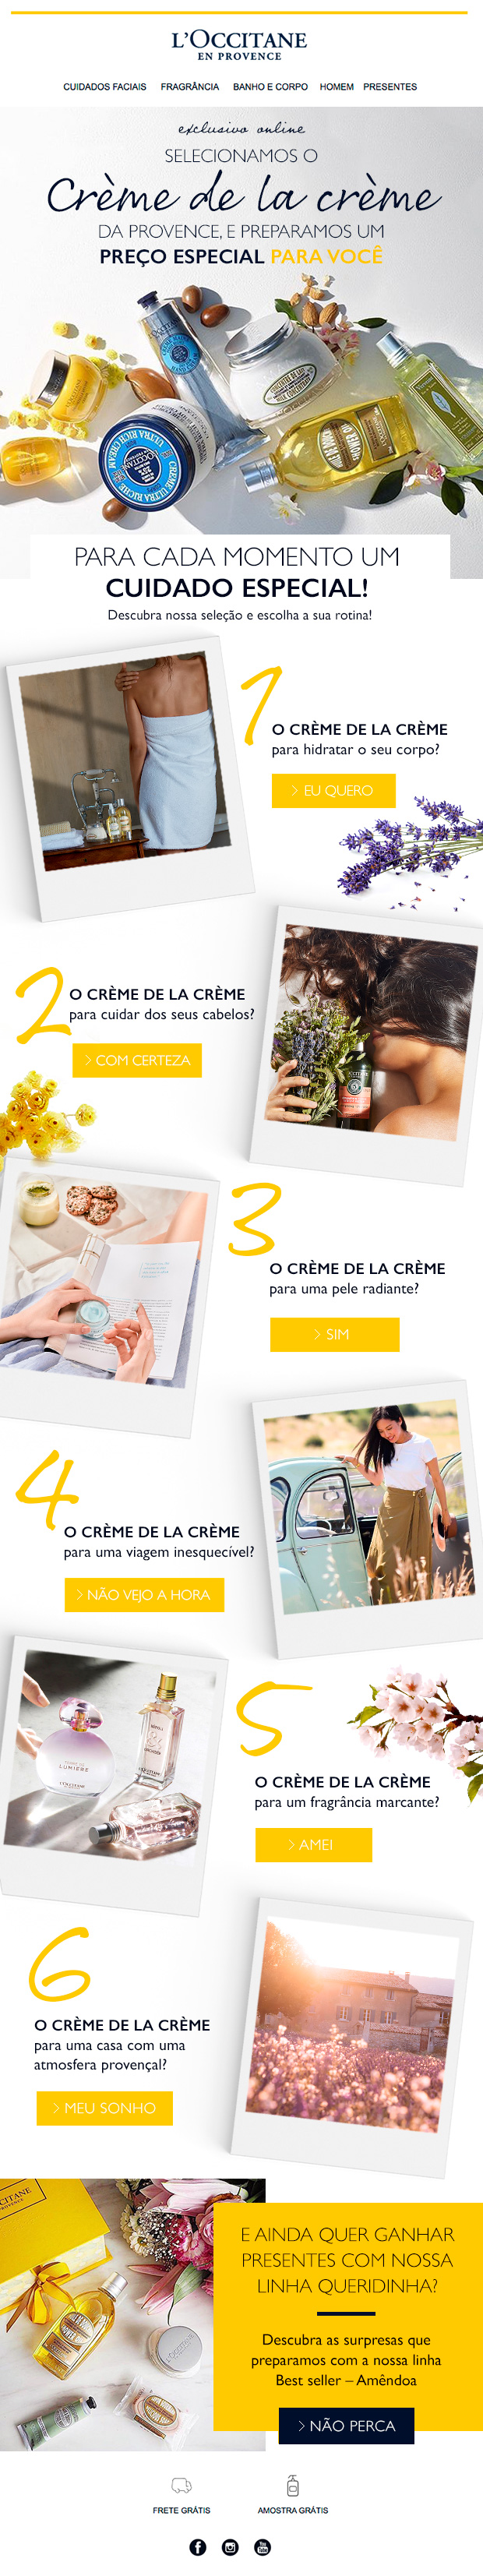 L'OCCITANE
EN PROVENCE
CUIDADOS FACIAIS FRAGRÂNCIA BANHO E CORPO HOMEM PRESENTES
exclusivo online
SELECIONAMOS O
Crème de la crème
DA PROVENCE, E PREPARAMOS UM
PREÇO ESPECIAL PARA VOCÊ
PARA CADA MOMENTO UM
CUIDADO ESPECIAL!
Descubra nossa seleção e escolha a sua rotina!
1
O CRÈME DE LA CRÈME
para hidratar o seu corpo?
> EU QUERO
2
O CRÈME DE LA CRÈME
para cuidar dos seus cabelos?
> COM CERTEZA
3
O CRÈME DE LA CRÈME
para uma pele radiante?
> SIM
4
O CRÈME DE LA CRÈME
para uma viagem inesquecível?
> NÃO VEJO A HORA
5
LUMIÈRE
L'OCCITANE
O CRÈME DE LA CRÈME
para um fragrância marcante?
> AMEI
6
O CRÈME DE LA CRÈME
para uma casa com uma
atmosfera provençal?
> MEU SONHO
E AINDA QUER GANHAR
PRESENTES COM NOSSA
LINHA QUERIDINHA?
Descubra as surpresas que
preparamos com a nossa linha
Best seller – Amêndoa
> NÃO PERCA
FRETE GRÁTIS
AMOSTRA GRÁTIS